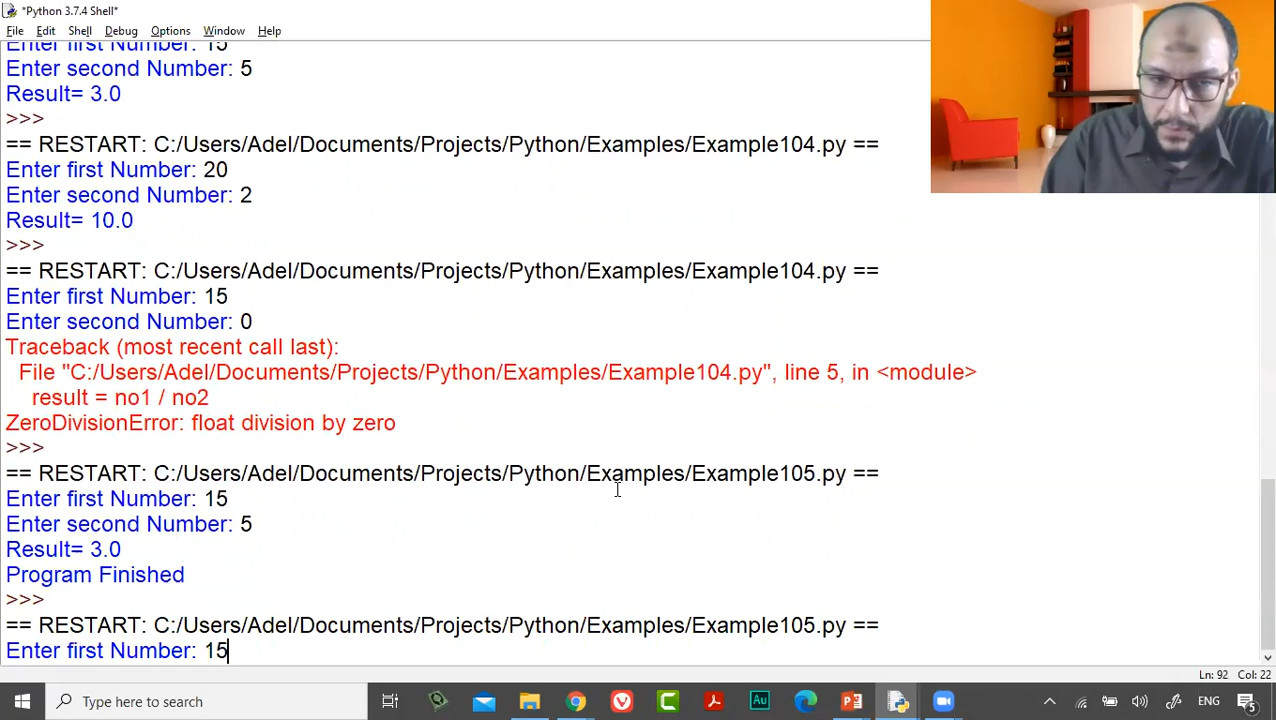 *Python 3.7.4 Shell*
File Edit Shell Debug Options Window Help
Enter first Number: 15
Enter second Number: 5
Result= 3.0
>>>
== RESTART: C:/Users/Adel/Documents/Projects/Python/Examples/Example104.py ==
Enter first Number: 20
Enter second Number: 2
Result= 10.0
>>>
== RESTART: C:/Users/Adel/Documents/Projects/Python/Examples/Example104.py ==
Enter first Number: 15
Enter second Number: 0
Traceback (most recent call last):
File "C:/Users/Adel/Documents/Projects/Python/Examples/Example104.py", line 5, in <module>
result = no1 / no2
ZeroDivisionError: float division by zero
>>>
== RESTART: C:/Users/Adel/Documents/Projects/Python/Examples/Example105.py ==
Enter first Number: 15
Enter second Number: 5
Result= 3.0
Program Finished
>>>
== RESTART: C:/Users/Adel/Documents/Projects/Python/Examples/Example105.py ==
Enter first Number: 15
Ln: 92 Col: 22
Type here to search
Au
ENG
5